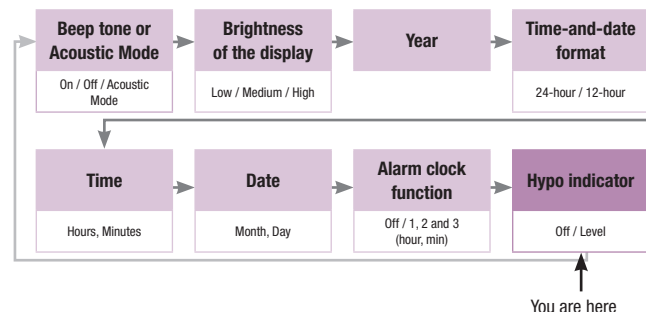 Beep tone or
Acoustic Mode
On / Off / Acoustic
Mode
Brightness
of the display
Low / Medium / High
Year
Time-and-date
format
24-hour / 12-hour
Time
Hours, Minutes
Date
Month, Day
Alarm clock
function
Off / 1, 2 and 3
(hour, min)
Hypo indicator
Off / Level
You are here